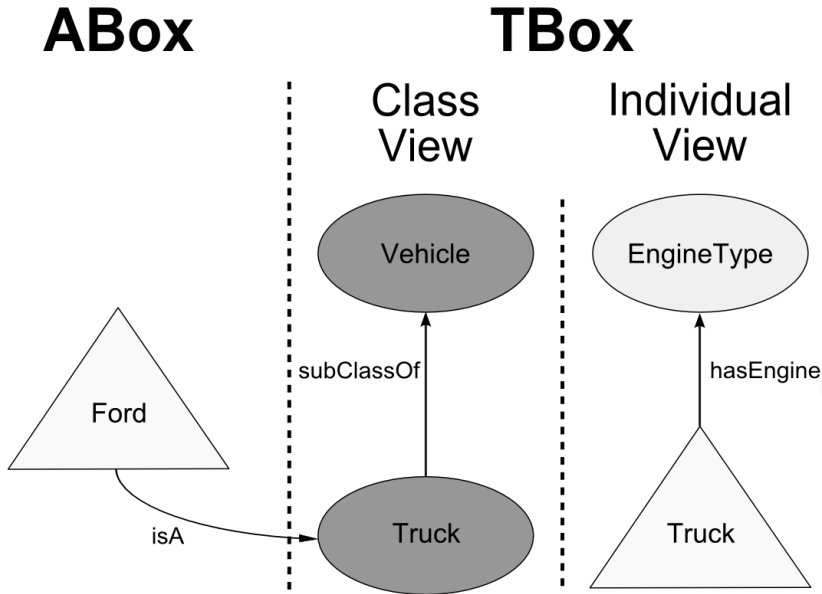 ABox
TBox
Class
View
Individual
View
Vehicle
EngineType
subClassOf
hasEngine
Ford
isA
Truck
Truck